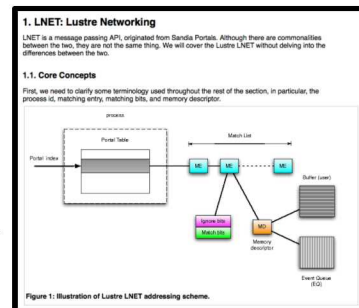 1. LNET: Lustre Networking
LNET is a message passing API, originated from Sandia Portals. Although there are commonalities
between the two, they are not the same thing. We will cover the Lustre LNET without delving into the
differences between the two.
1.1. Core Concepts
First, we need to clarify some terminology used throughout the rest of the section, in particular, the
process id, matching entry, matching bits, and memory descriptor.
process
Portal Table
Match List
Portal index
ME
ME
ME
Buffer (user)
Ignore bits
Match bits
MD
Memory
descriptor
Event Queue
(EQ)
Figure 1: Illustration of Lustre LNET addressing scheme.